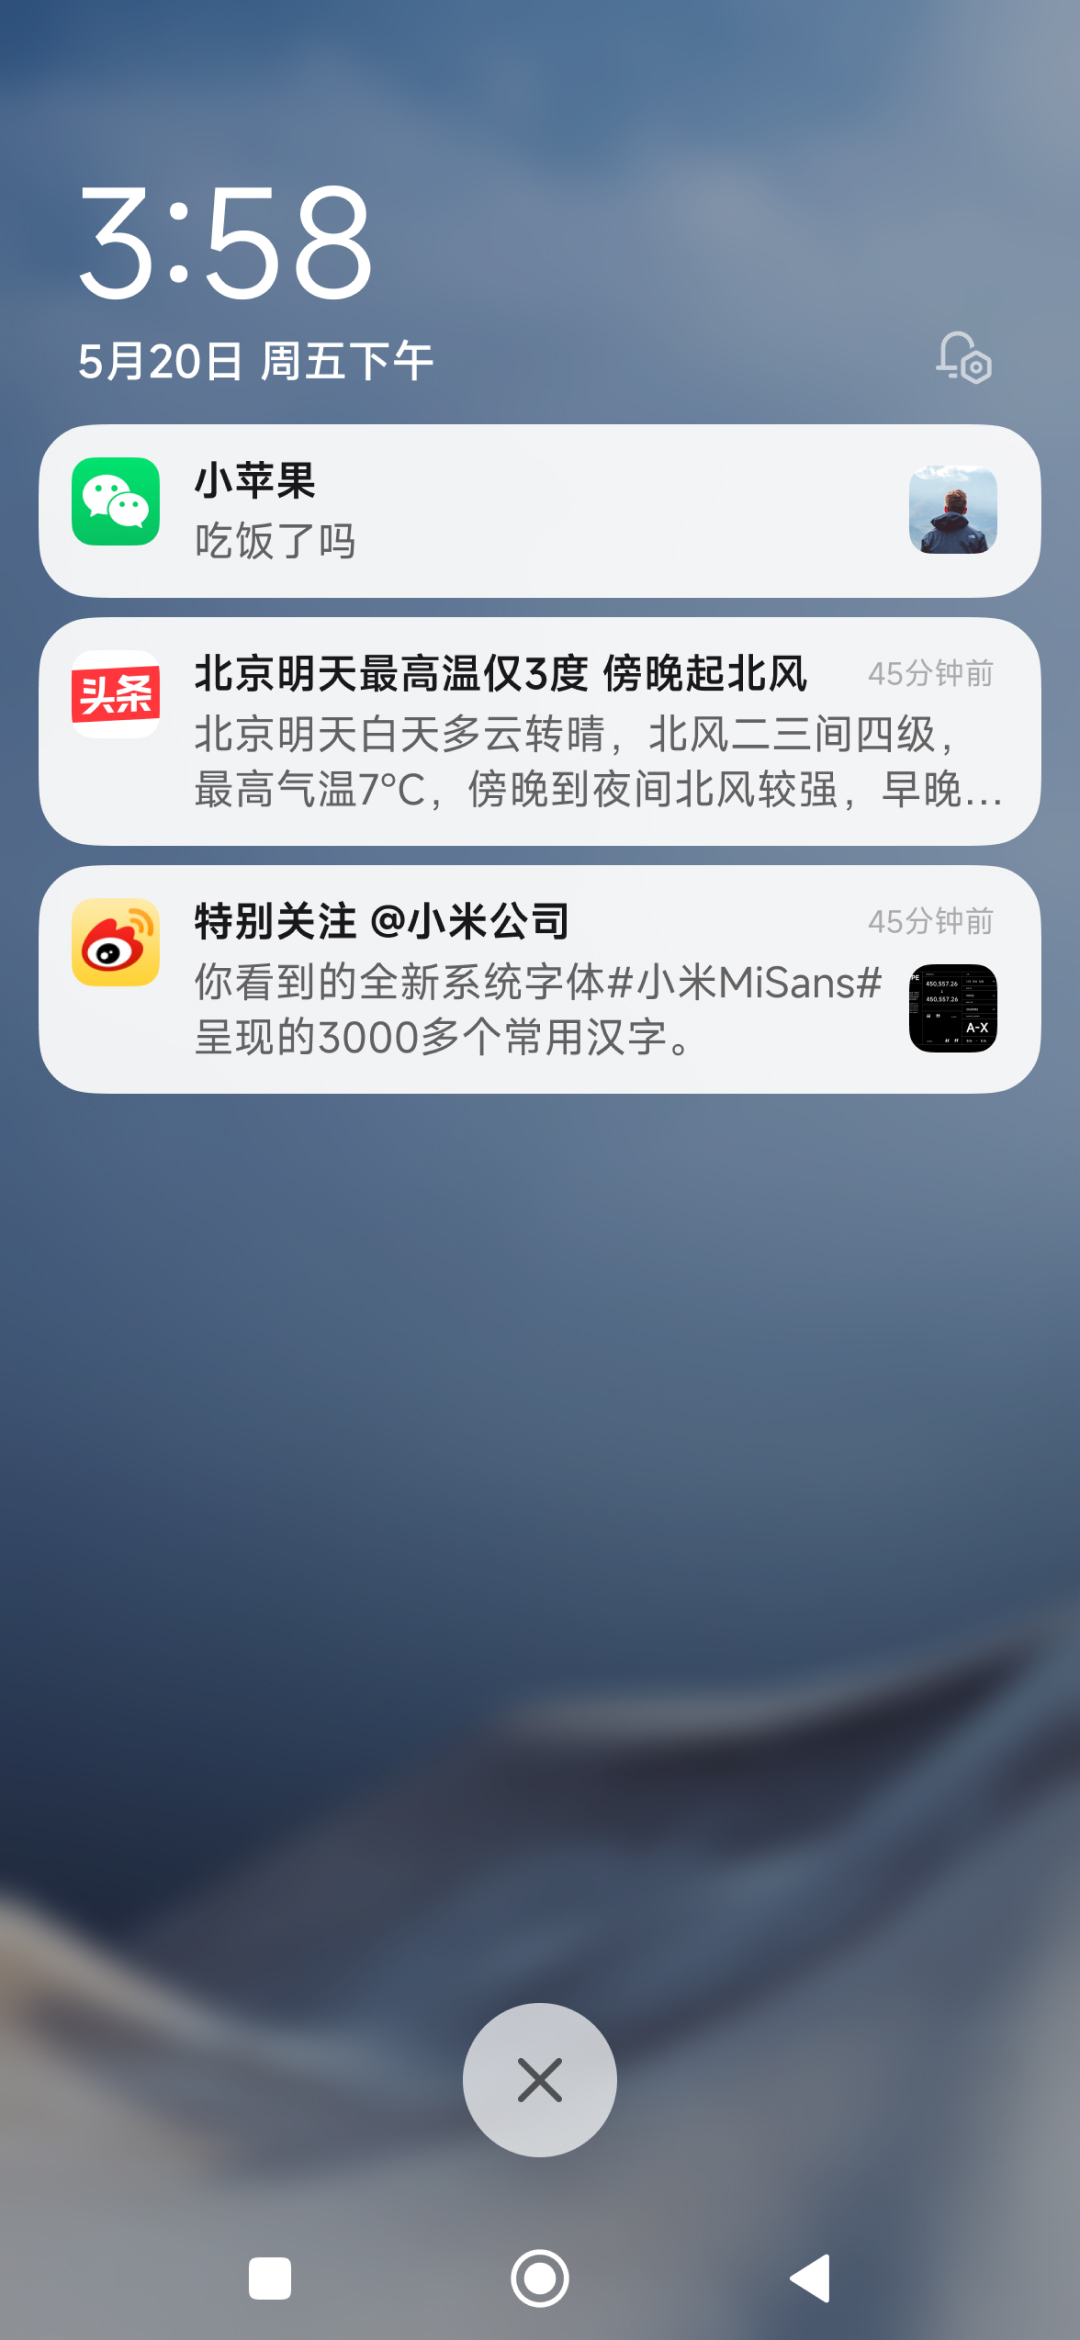 3:58
5月20日 周五下午
小苹果
吃饭了吗
头条
北京明天最高温仅3度 傍晚起北风
45分钟前
北京明天白天多云转晴，北风二三间四级，
最高气温7°C，傍晚到夜间北风较强，早晚...
特别关注 @小米公司
45分钟前
你看到的全新系统字体#小米MiSans#
呈现的3000多个常用汉字。
450,557.26
450,557.26
A-X